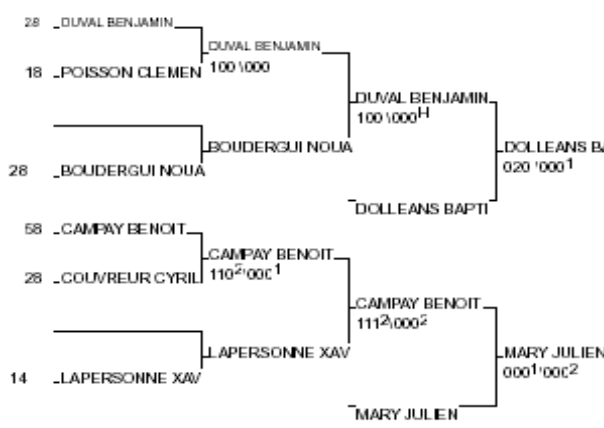 28 DUVAL BENJAMIN
DUVAL BENJAMIN
18 POISSON CLEMEN
100 \000
DUVAL BENJAMIN
100 \000H
BOUDERGUI NOUA
DOLLEANS BA
020 \0001
28 BOUDERGUI NOUA
DOLLEANS BAPTI
58 CAMPAY BENOIT
CAMPAY BENOIT
28 COUVREUR CYRIL
1102\0001
CAMPAY BENOIT
1112\0002
LAPERSONNE XAV
MARY JULIEN
0001\0002
14 LAPERSONNE XAV
MARY JULIEN